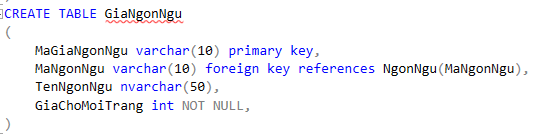 CREATE TABLE GiaNgonNgu
(
MaGiaNgonNgu varchar(10) primary key,
MaNgonNgu varchar(10) foreign key references NgonNgu(MaNgonNgu),
TenNgonNgu nvarchar(50),
GiaChoMoiTrang int NOT NULL,
)